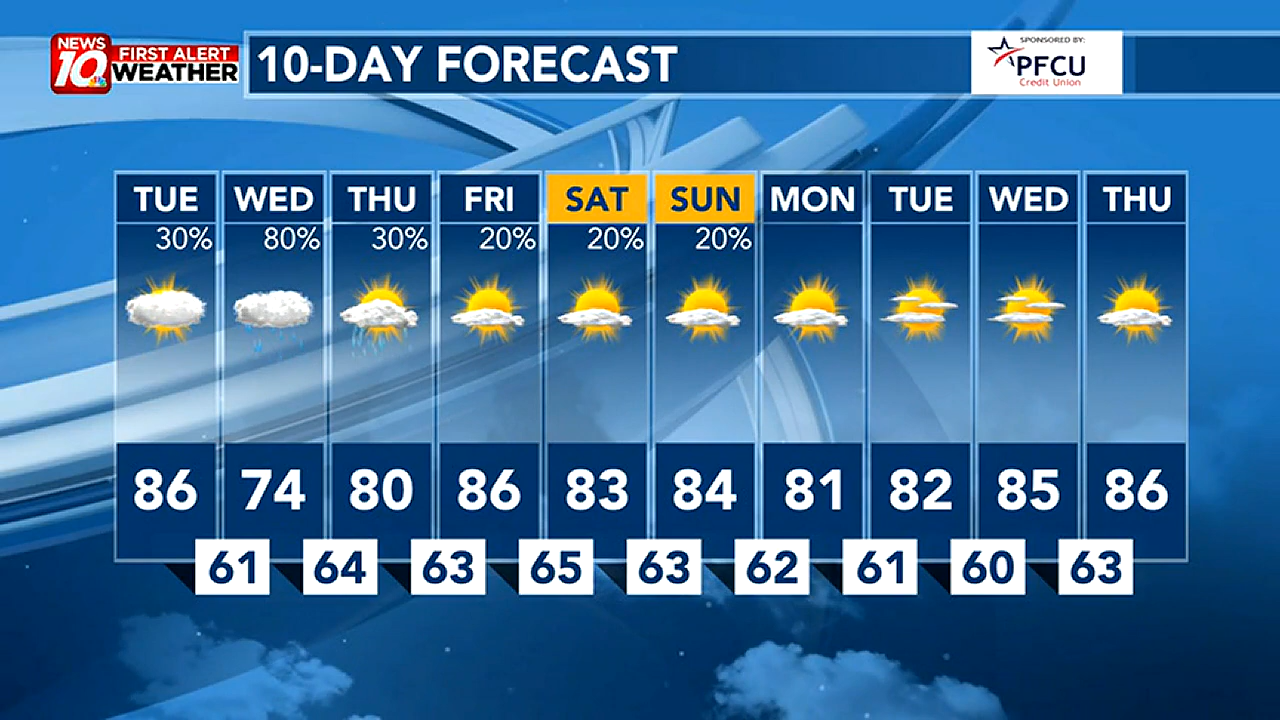 NEWS
10
FIRST ALERT
WEATHER
10-DAY FORECAST
SPONSORED BY:
PFCU
Credit Union
TUE WED THU FRI SAT SUN MON TUE WED THU
30% 80% 30% 20% 20% 20%
86 74 80 86 83 84 81 82 85 86
61 64 63 65 63 62 61 60 63